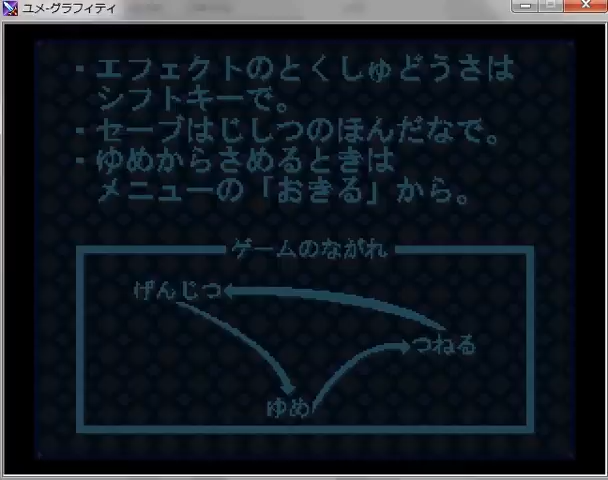 ユメ-グラフィティ
・エフェクトのとくしゅどうさは
シフトキーで。
・セーブはじしつのほんだなで。
・ゆめからさめるときは
メニューの「おきる」から。
ゲームのながれ
げんじつ
つねる
ゆめ